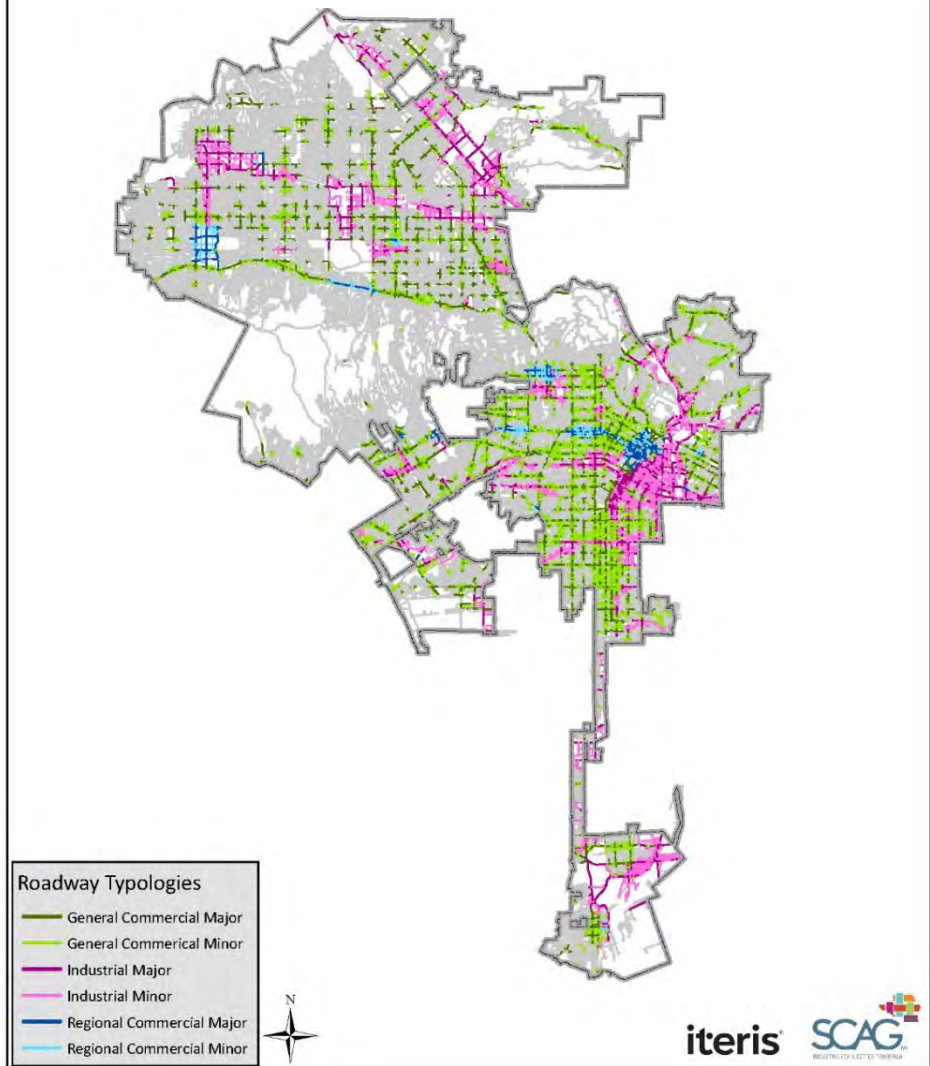 Roadway Typologies
General Commercial Major
General Commerical Minor
Industrial Major
Industrial Minor
Regional Commercial Major
Regional Commercial Minor
N
iteris
SCAG